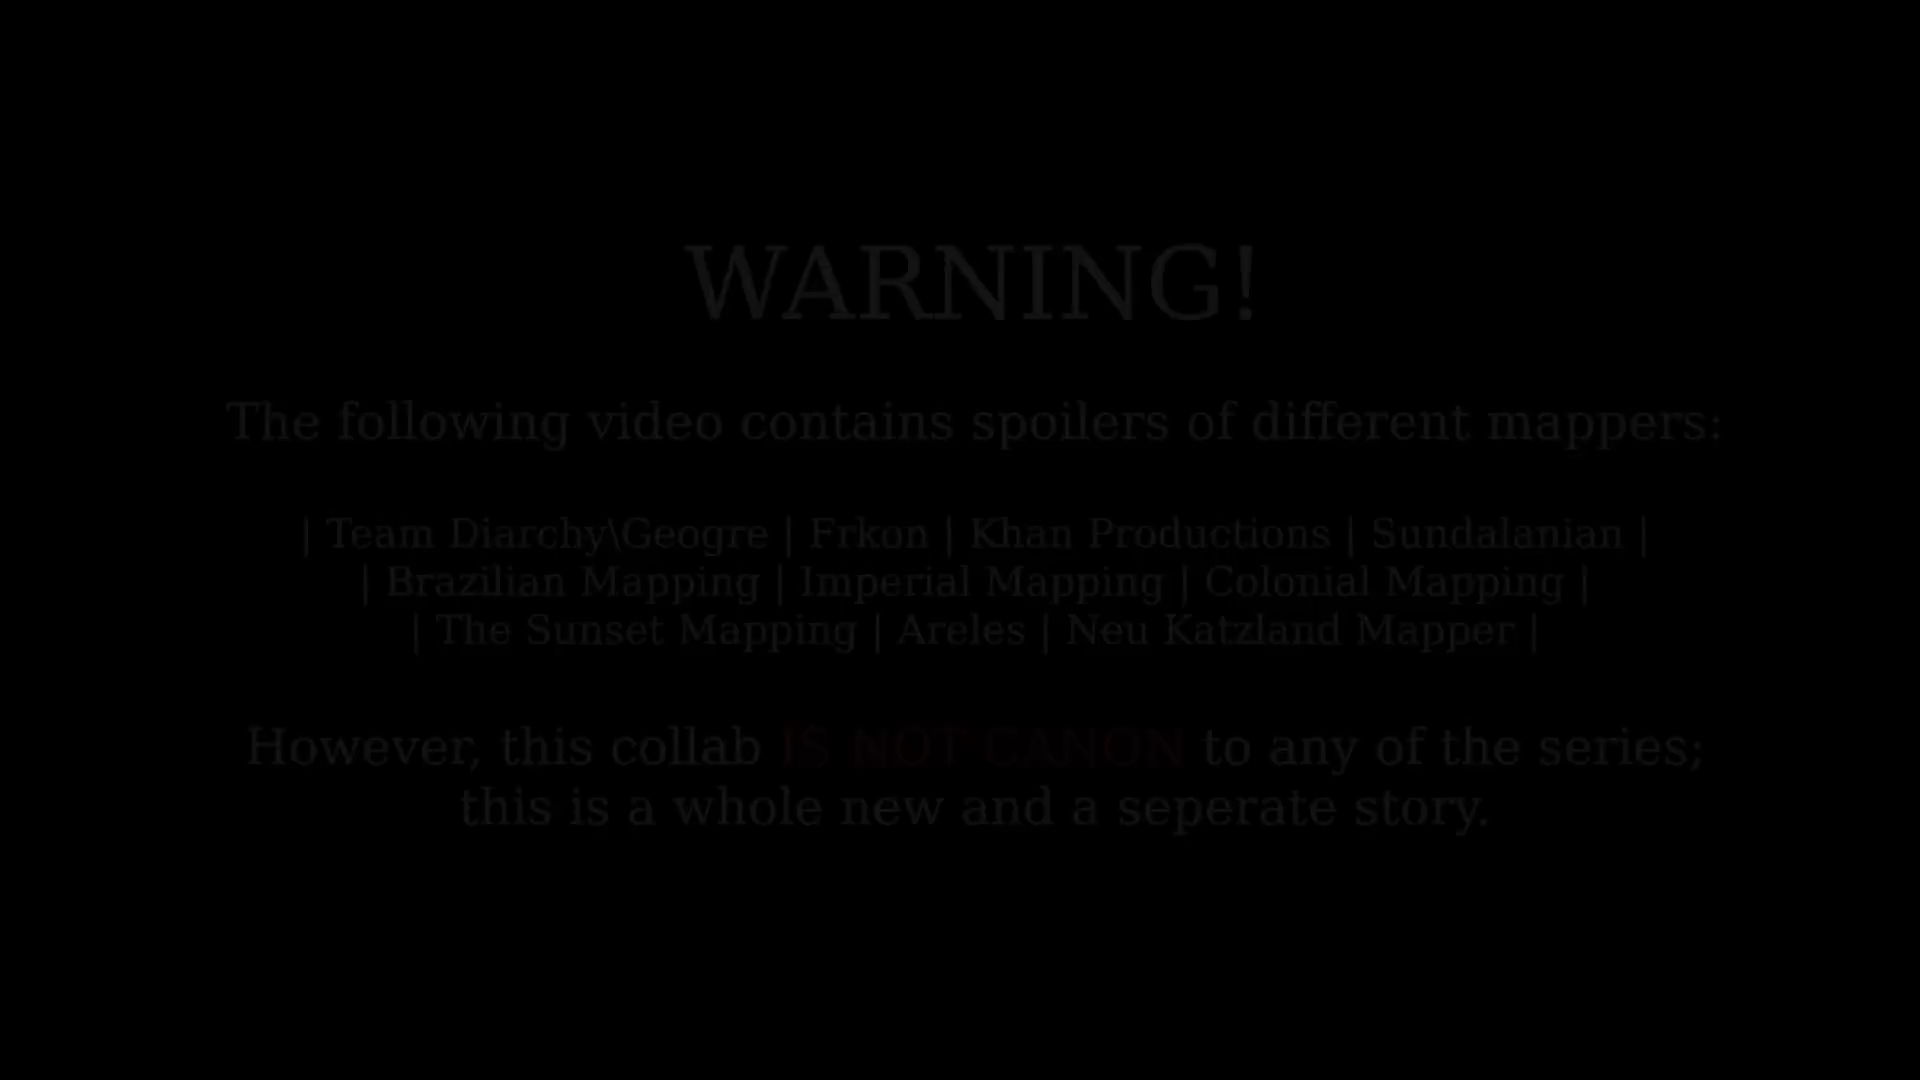 WARNING!
The following video contains spoilers of different mappers:
| Team Diarchy\Geogre | Frkon | Khan Productions | Sundalanian |
| Brazilian Mapping | Imperial Mapping | Colonial Mapping |
| The Sunset Mapping | Areles | Neu Katzland Mapper |
However, this collab IS NOT CANON to any of the series;
this is a whole new and a seperate story.